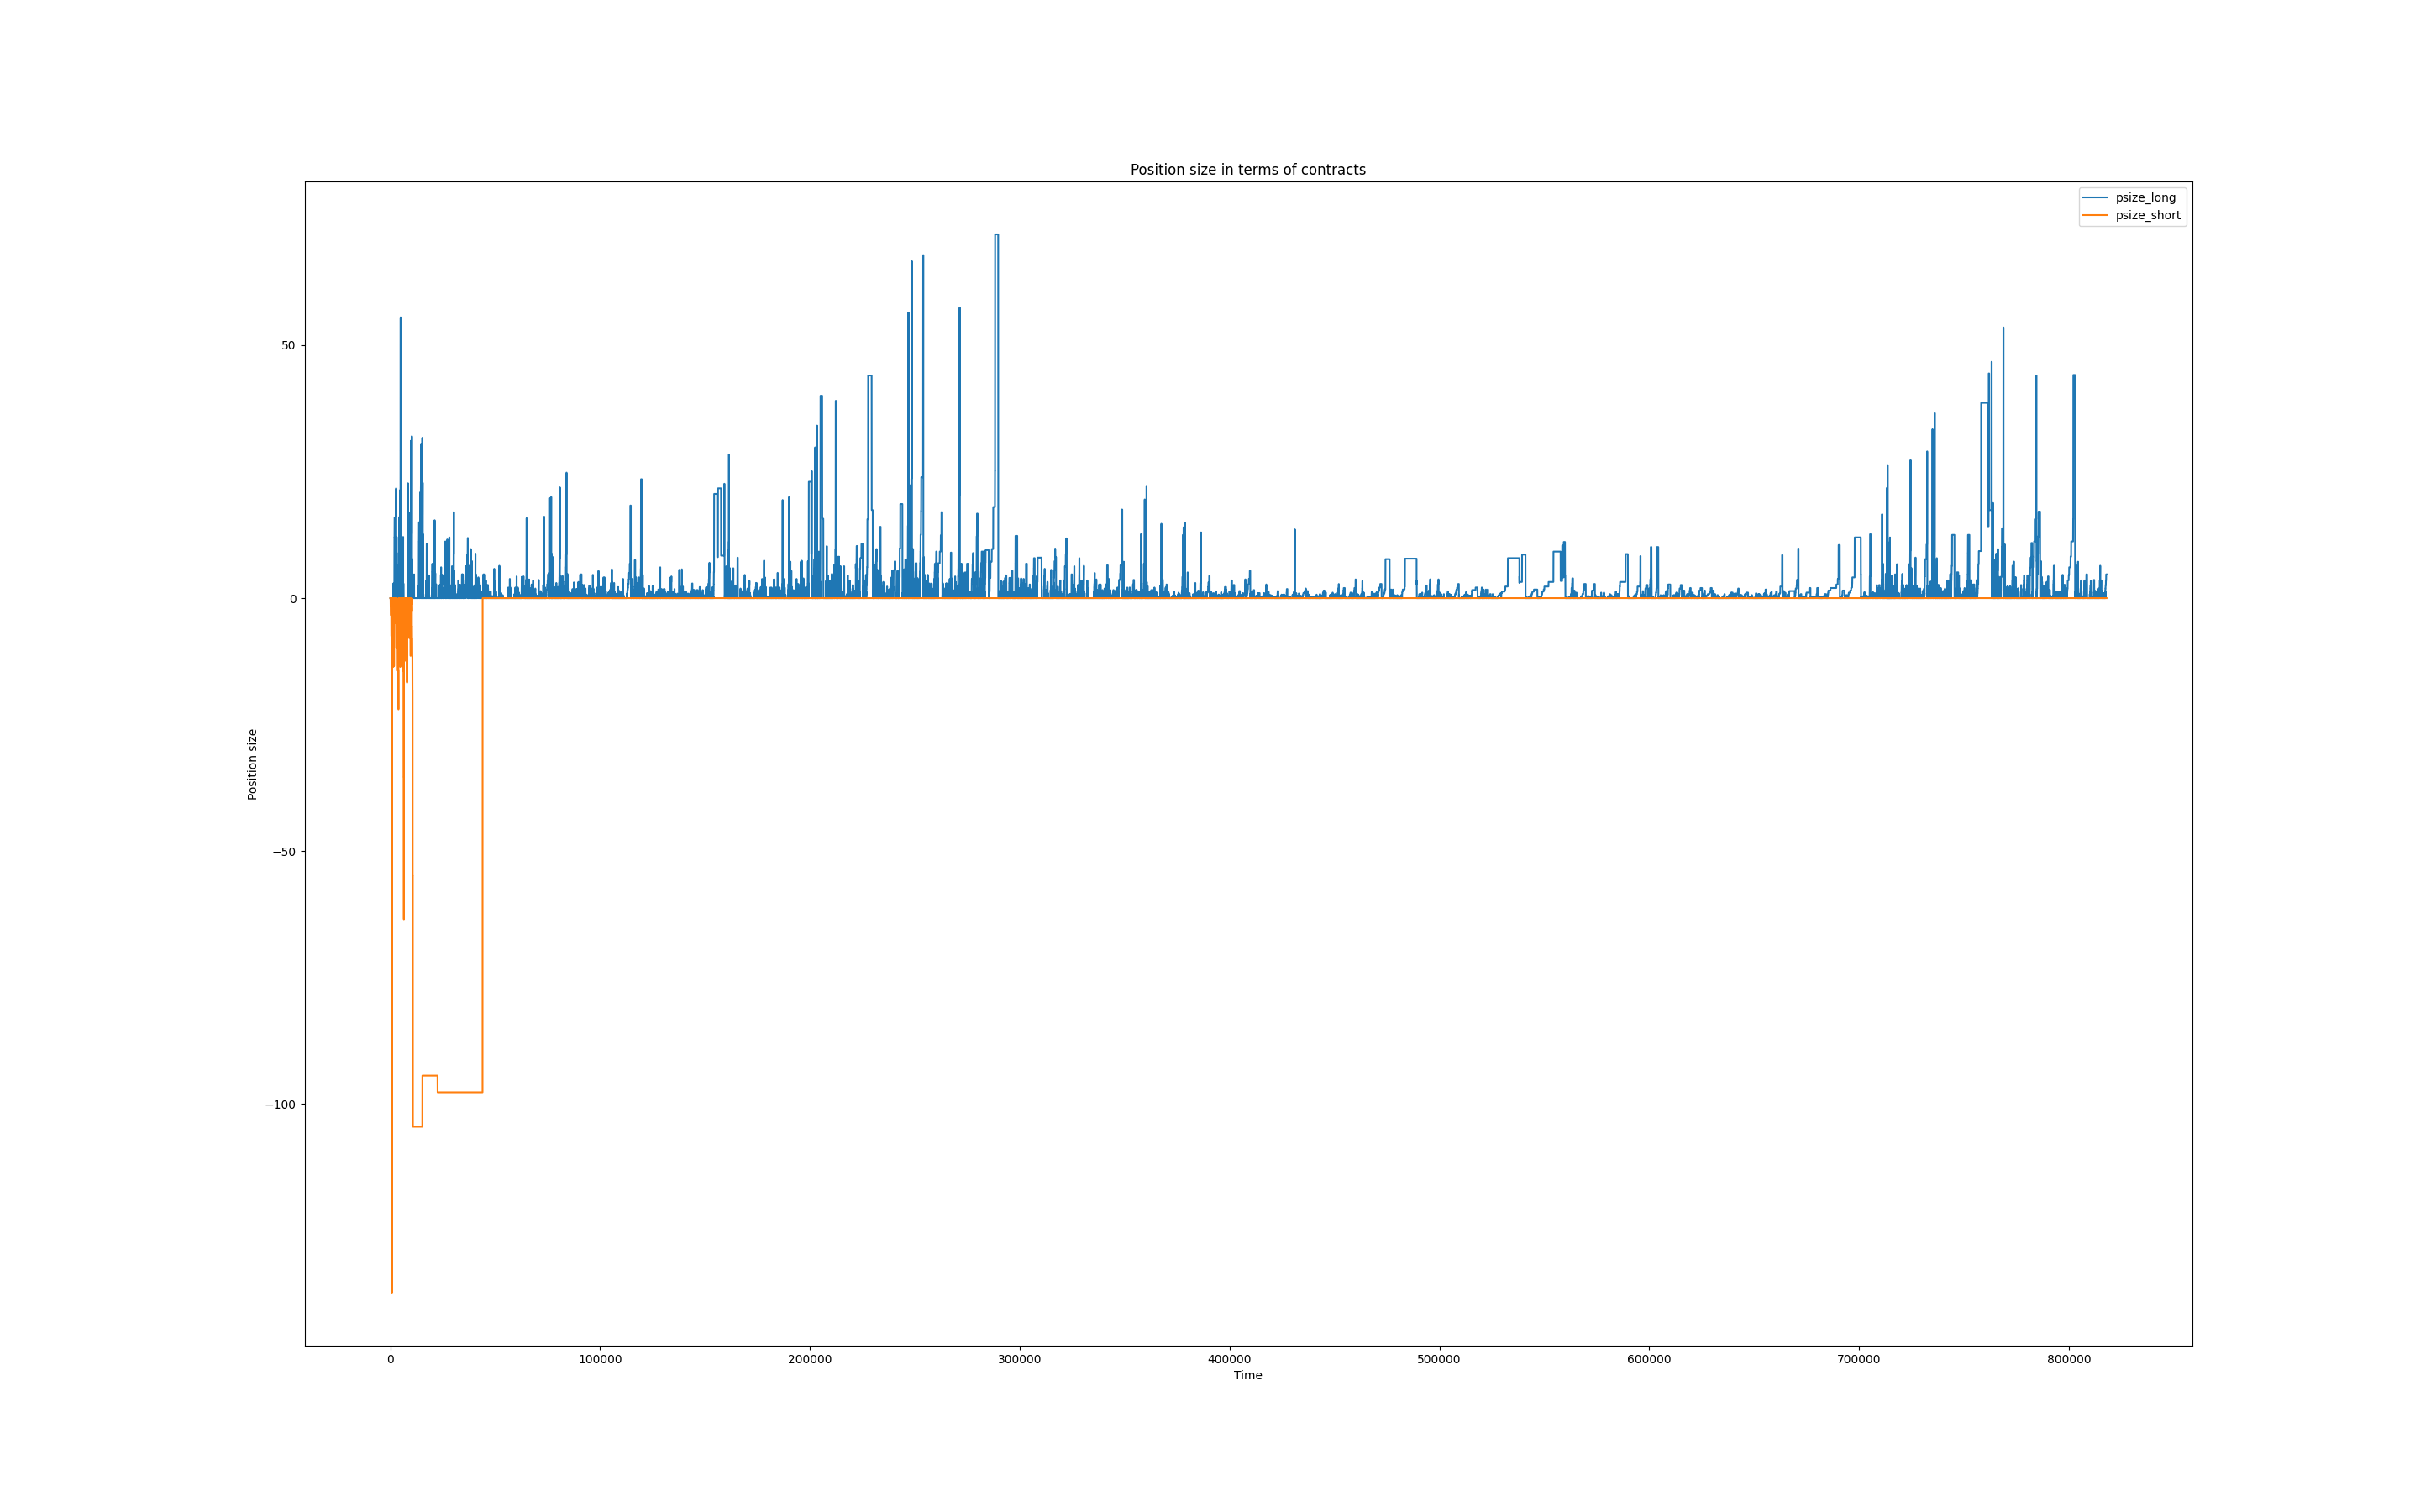 Position size in terms of contracts
psize_long
psize_short
50
0
−50
−100
Position size
0 100000 200000 300000 400000 500000 600000 700000 800000
Time